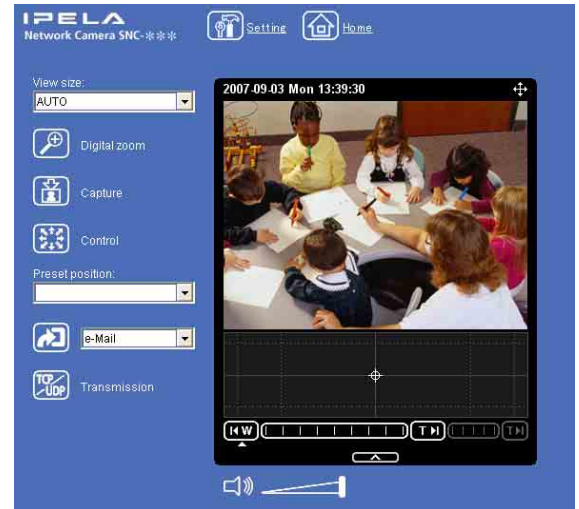 IPELA
Network Camera SNC-***
Setting
Home
View size:
AUTO
2007-09-03 Mon 13:39:30
Digital zoom
Capture
Control
Preset position:
e-Mail
TCP/UDP
Transmission
W
T
T